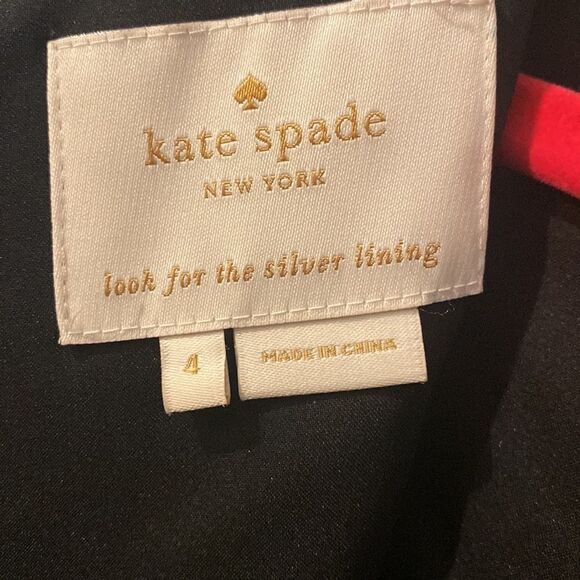 kate spade
NEW YORK
look for the silver lining
4
MADE IN CHINA